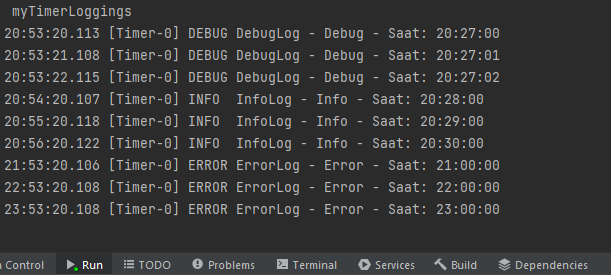 myTimerLoggings
20:53:20.113 [Timer-0] DEBUG DebugLog - Debug - Saat: 20:27:00
20:53:21.108 [Timer-0] DEBUG DebugLog - Debug - Saat: 20:27:01
20:53:22.115 [Timer-0] DEBUG DebugLog - Debug - Saat: 20:27:02
20:54:20.107 [Timer-0] INFO  InfoLog - Info - Saat: 20:28:00
20:55:20.118 [Timer-0] INFO  InfoLog - Info - Saat: 20:29:00
20:56:20.122 [Timer-0] INFO  InfoLog - Info - Saat: 20:30:00
21:53:20.106 [Timer-0] ERROR ErrorLog - Error - Saat: 21:00:00
22:53:20.108 [Timer-0] ERROR ErrorLog - Error - Saat: 22:00:00
23:53:20.108 [Timer-0] ERROR ErrorLog - Error - Saat: 23:00:00
Control Run TODO Problems Terminal Services Build Dependencies